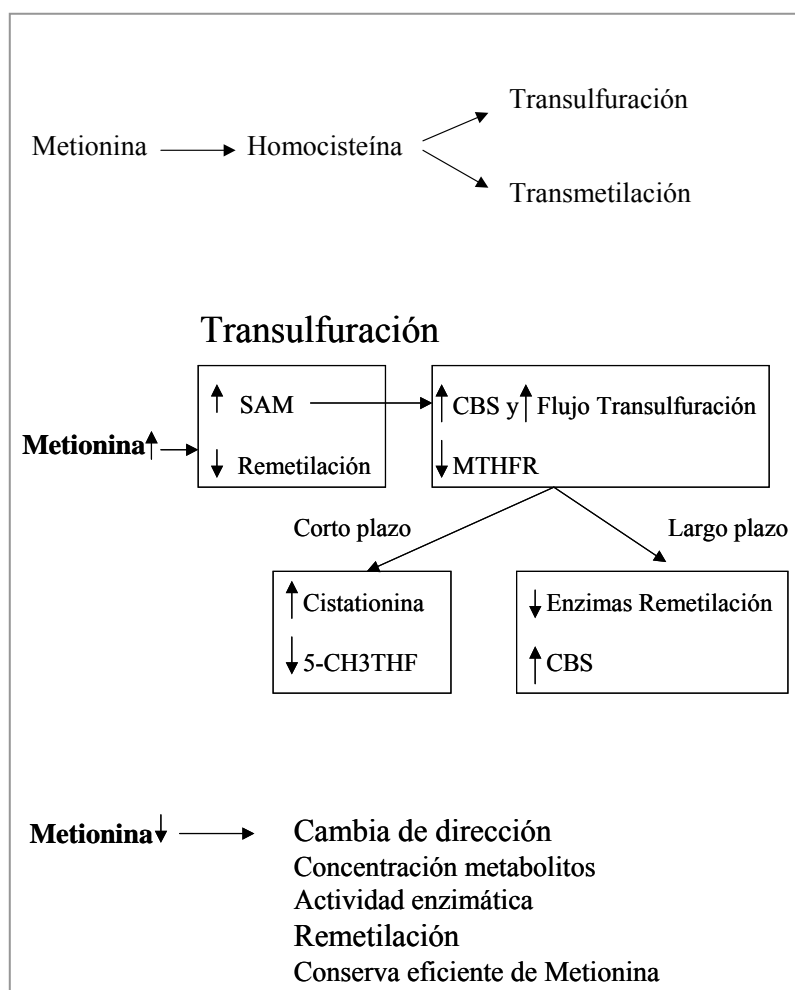 Transulfuración
Metionina → Homocisteína
Transmetilación
Transulfuración
↑ SAM → ↑ CBS y ↑ Flujo Transulfuración
Metionina ↑ →
↓ Remetilación
↓ MTHFR
Corto plazo
Largo plazo
↑ Cistationina
↓ 5-CH3THF
↓ Enzimas Remetilación
↑ CBS
Metionina ↓ → Cambia de dirección
Concentración metabolitos
Actividad enzimática
Remetilación
Conserva eficiente de Metionina